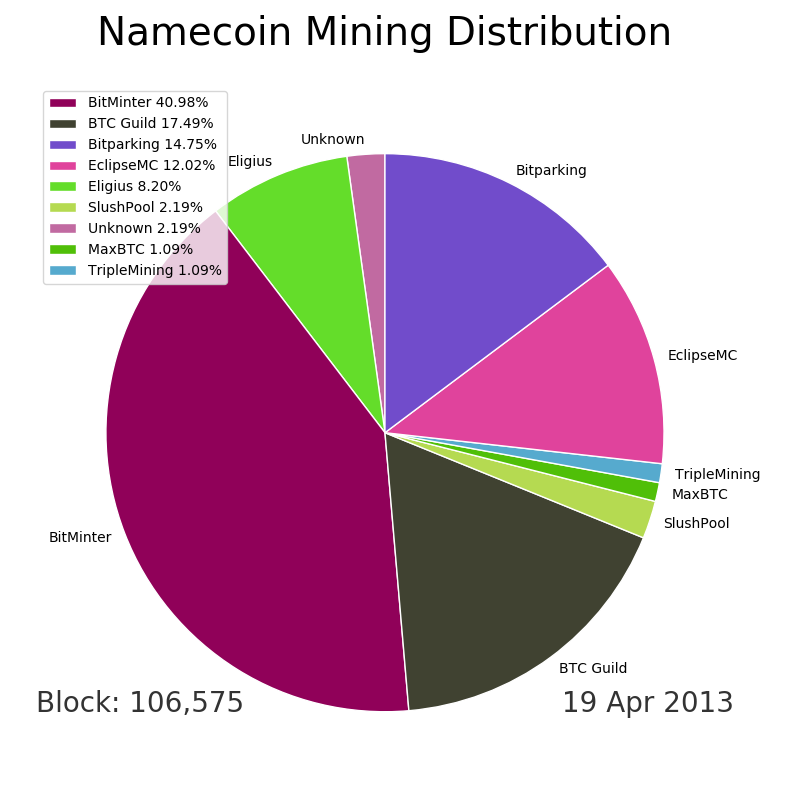 Namecoin Mining Distribution
BitMinter 40.98%
BTC Guild 17.49%
Bitparking 14.75%
EclipseMC 12.02%
Eligius 8.20%
SlushPool 2.19%
Unknown 2.19%
MaxBTC 1.09%
TripleMining 1.09%
Unknown
Eligius
Bitparking
EclipseMC
TripleMining
MaxBTC
SlushPool
BitMinter
BTC Guild
Block: 106,575
19 Apr 2013